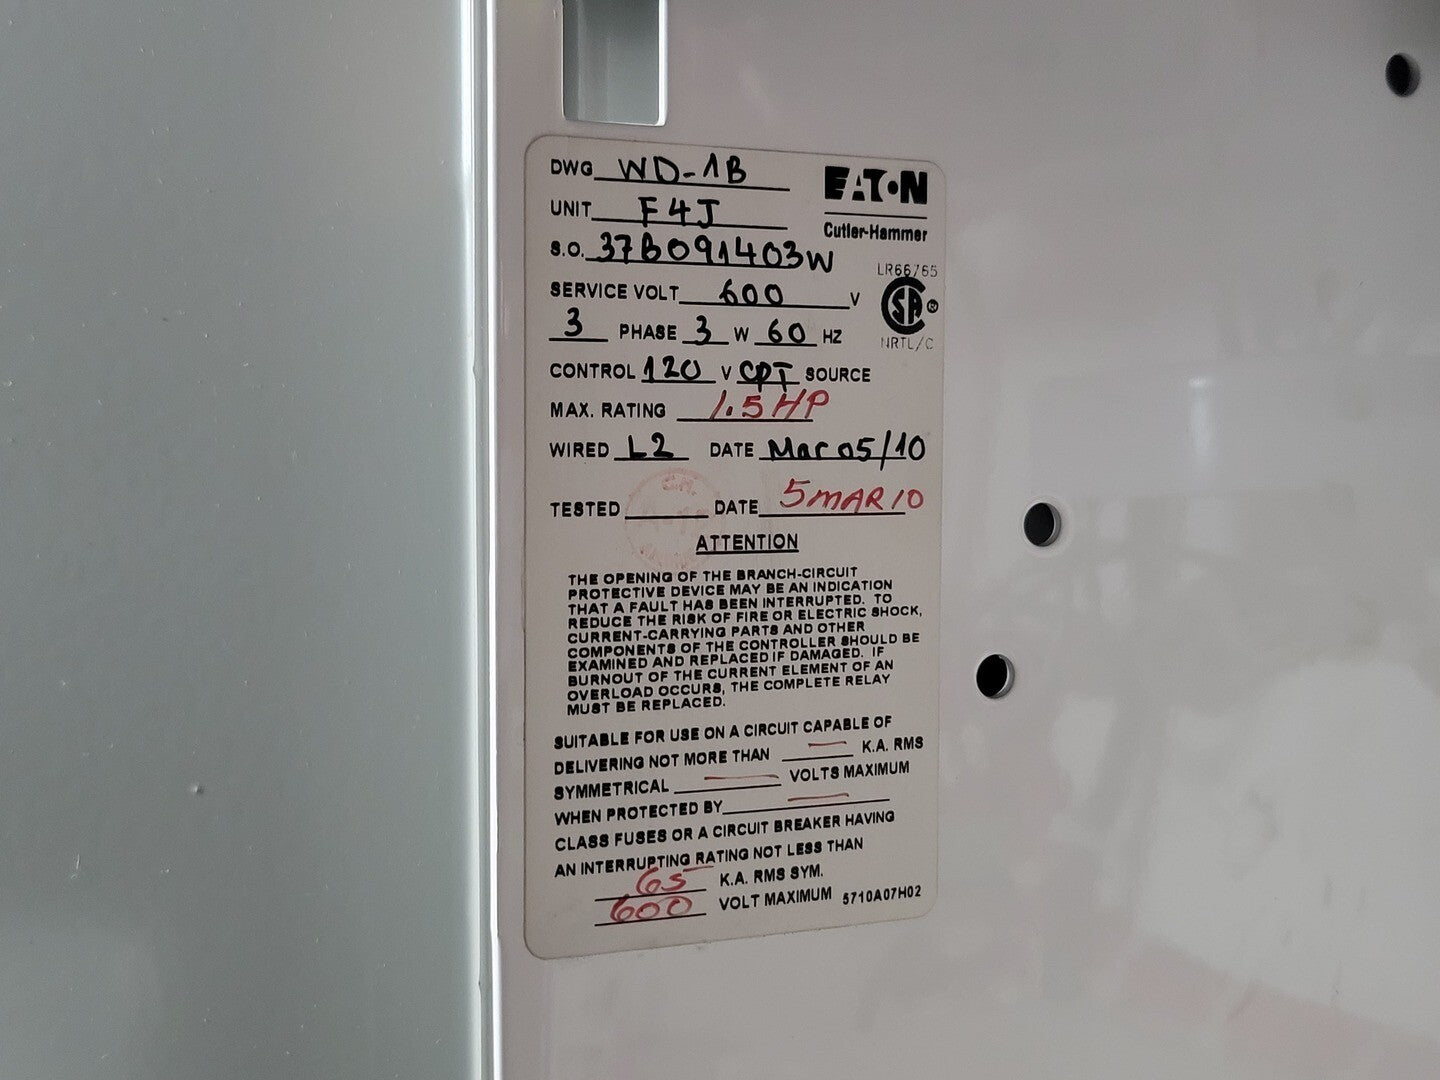 DWG WD-1B
EATON
Cutler-Hammer
UNIT F4J
S.O. 37B091403W
LR66765
SERVICE VOLT 600 V
SA ®
NRTL/C
3 PHASE 3 W 60 HZ
CONTROL 120 V CPT SOURCE
MAX. RATING 1.5HP
WIRED L2 DATE Mar 05/10
TESTED DATE 5MAR10
ATTENTION
THE OPENING OF THE BRANCH-CIRCUIT
PROTECTIVE DEVICE MAY BE AN INDICATION
THAT A FAULT HAS BEEN INTERRUPTED. TO
REDUCE THE RISK OF FIRE OR ELECTRIC SHOCK,
CURRENT-CARRYING PARTS AND OTHER
COMPONENTS OF THE CONTROLLER SHOULD BE
EXAMINED AND REPLACED IF DAMAGED. IF
BURNOUT OF THE CURRENT ELEMENT OF AN
OVERLOAD OCCURS, THE COMPLETE RELAY
MUST BE REPLACED.
SUITABLE FOR USE ON A CIRCUIT CAPABLE OF
DELIVERING NOT MORE THAN — K.A. RMS
SYMMETRICAL — VOLTS MAXIMUM
WHEN PROTECTED BY —
CLASS FUSES OR A CIRCUIT BREAKER HAVING
AN INTERRUPTING RATING NOT LESS THAN
65 K.A. RMS SYM.
600 VOLT MAXIMUM 5710A07H02